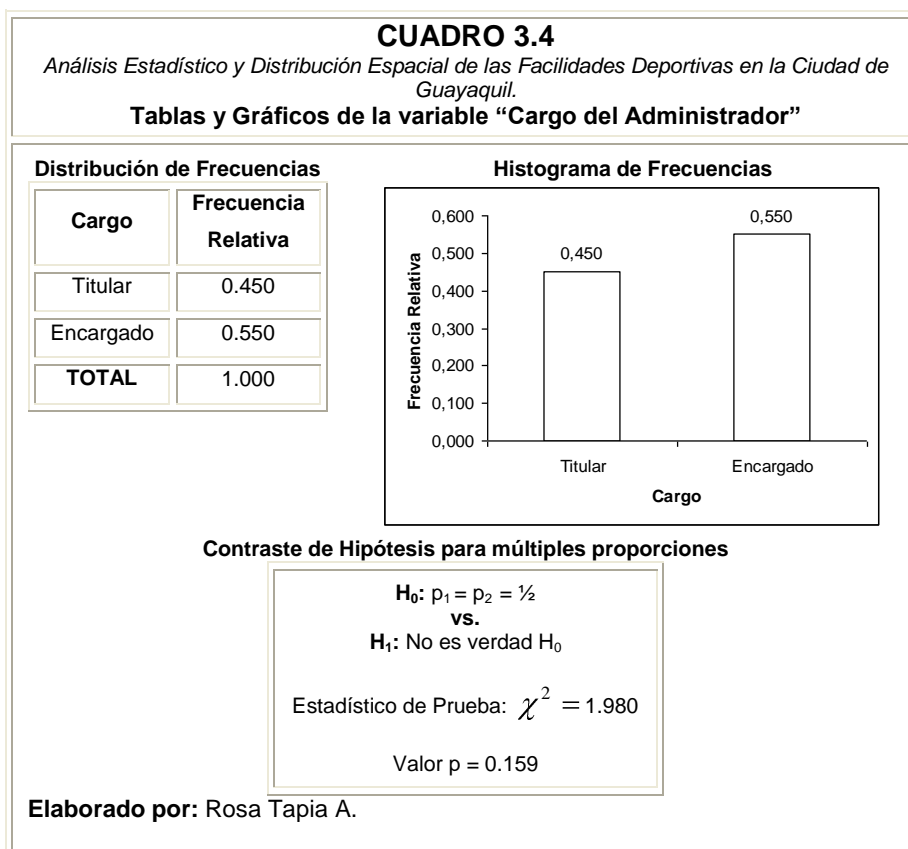 CUADRO 3.4
Análisis Estadístico y Distribución Espacial de las Facilidades Deportivas en la Ciudad de
Guayaquil.
Tablas y Gráficos de la variable “Cargo del Administrador”
Distribución de Frecuencias
Cargo
Frecuencia
Relativa
Titular 0.450
Encargado 0.550
TOTAL 1.000
Histograma de Frecuencias
Frecuencia Relativa
0,600
0,500
0,400
0,300
0,200
0,100
0,000
0,450
0,550
Titular Encargado
Cargo
Contraste de Hipótesis para múltiples proporciones
H₀: p₁ = p₂ = ½
vs.
H₁: No es verdad H₀
Estadístico de Prueba: χ² = 1.980
Valor p = 0.159
Elaborado por: Rosa Tapia A.